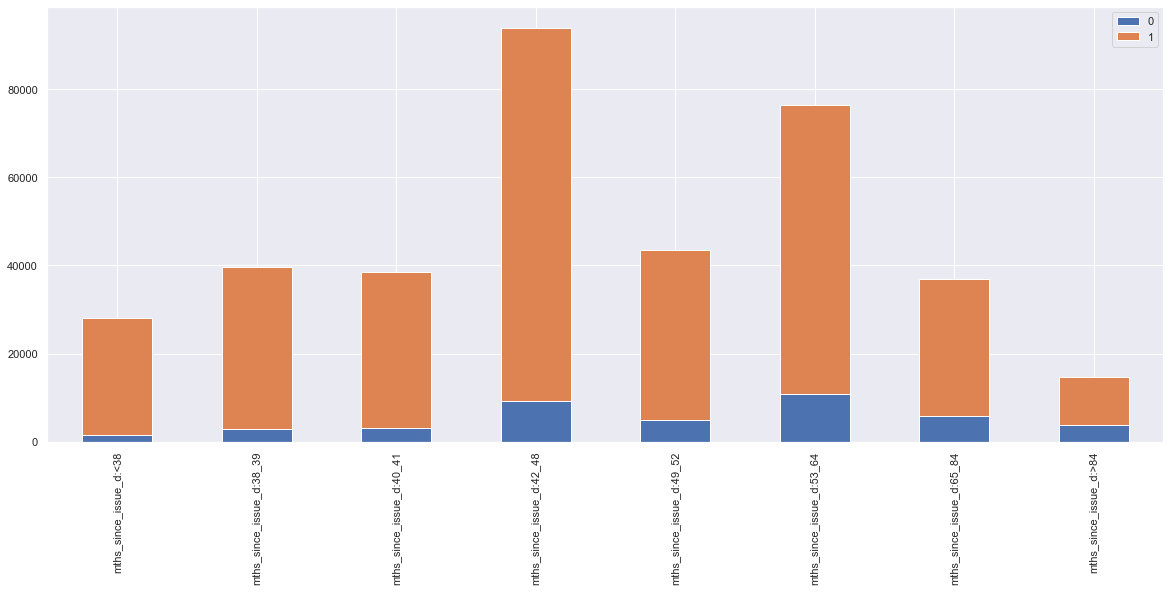 0
1
80000
60000
40000
20000
0
mths_since_issue_d:<38
mths_since_issue_d:38_39
mths_since_issue_d:40_41
mths_since_issue_d:42_48
mths_since_issue_d:49_52
mths_since_issue_d:53_64
mths_since_issue_d:65_84
mths_since_issue_d:>84